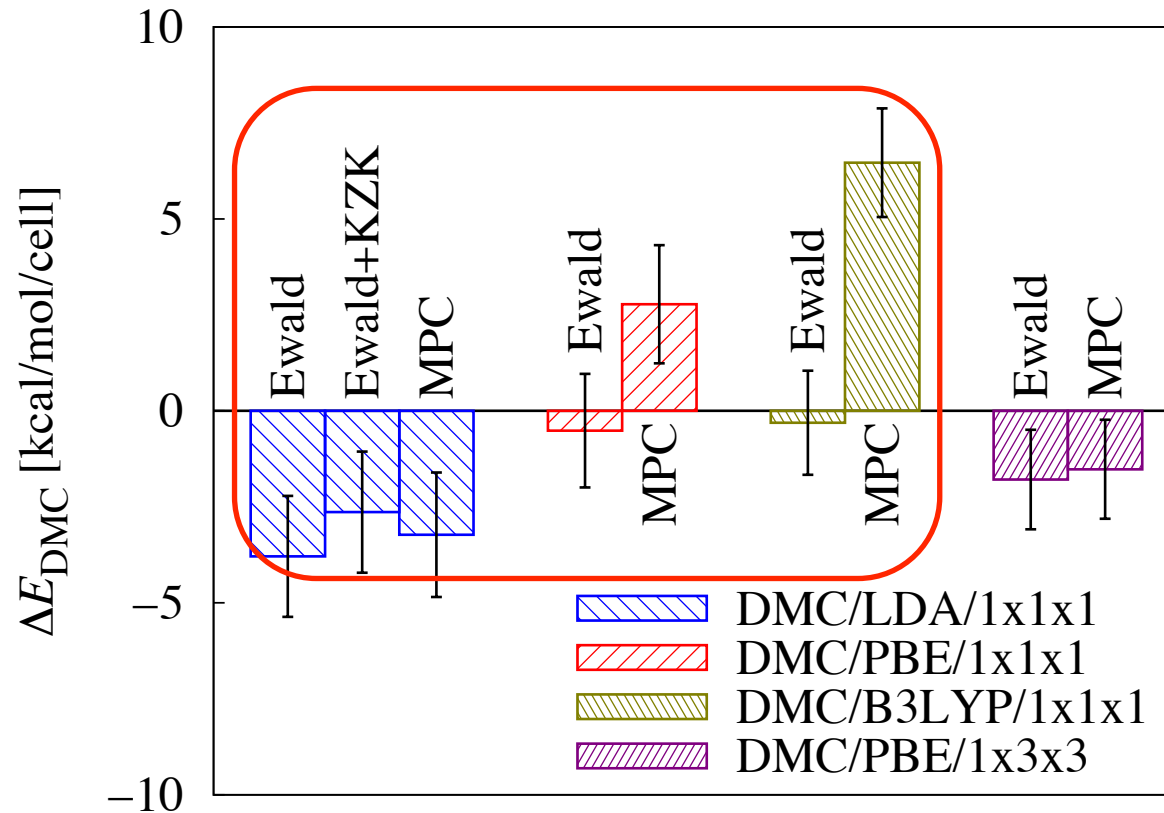 10
5
0
−5
−10
ΔE_DMC [kcal/mol/cell]
Ewald
Ewald+KZK
MPC
Ewald
MPC
Ewald
MPC
Ewald
MPC
DMC/LDA/1x1x1
DMC/PBE/1x1x1
DMC/B3LYP/1x1x1
DMC/PBE/1x3x3